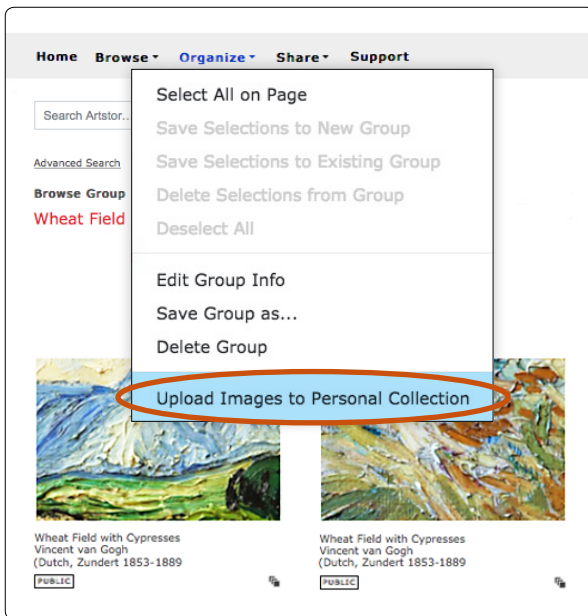 Home Browse Organize Share Support
Search Artstor..
Advanced Search
Browse Group
Wheat Field
Select All on Page
Save Selections to New Group
Save Selections to Existing Group
Delete Selections from Group
Deselect All
Edit Group Info
Save Group as...
Delete Group
Upload Images to Personal Collection
Wheat Field with Cypresses
Vincent van Gogh
(Dutch, Zundert 1853-1889
PUBLIC
Wheat Field with Cypresses
Vincent van Gogh
(Dutch, Zundert 1853-1889
PUBLIC